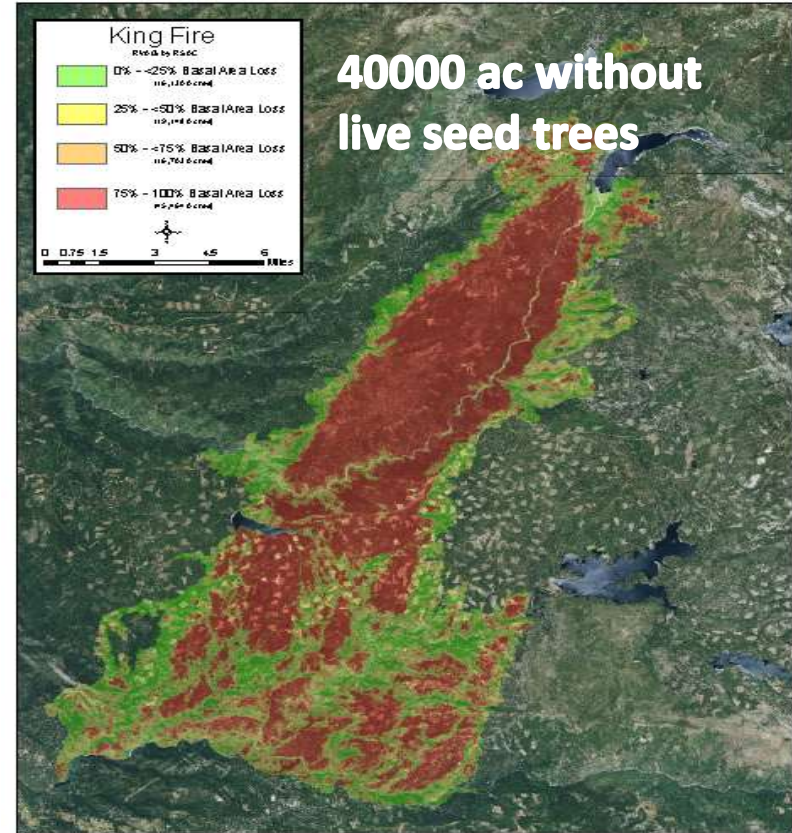 King Fire
0% - <25% Basal Area Loss
25% - <50% Basal Area Loss
50% - <75% Basal Area Loss
75% - 100% Basal Area Loss
0 0.75 1.5 3 4.5 6
Miles
40000 ac without
live seed trees